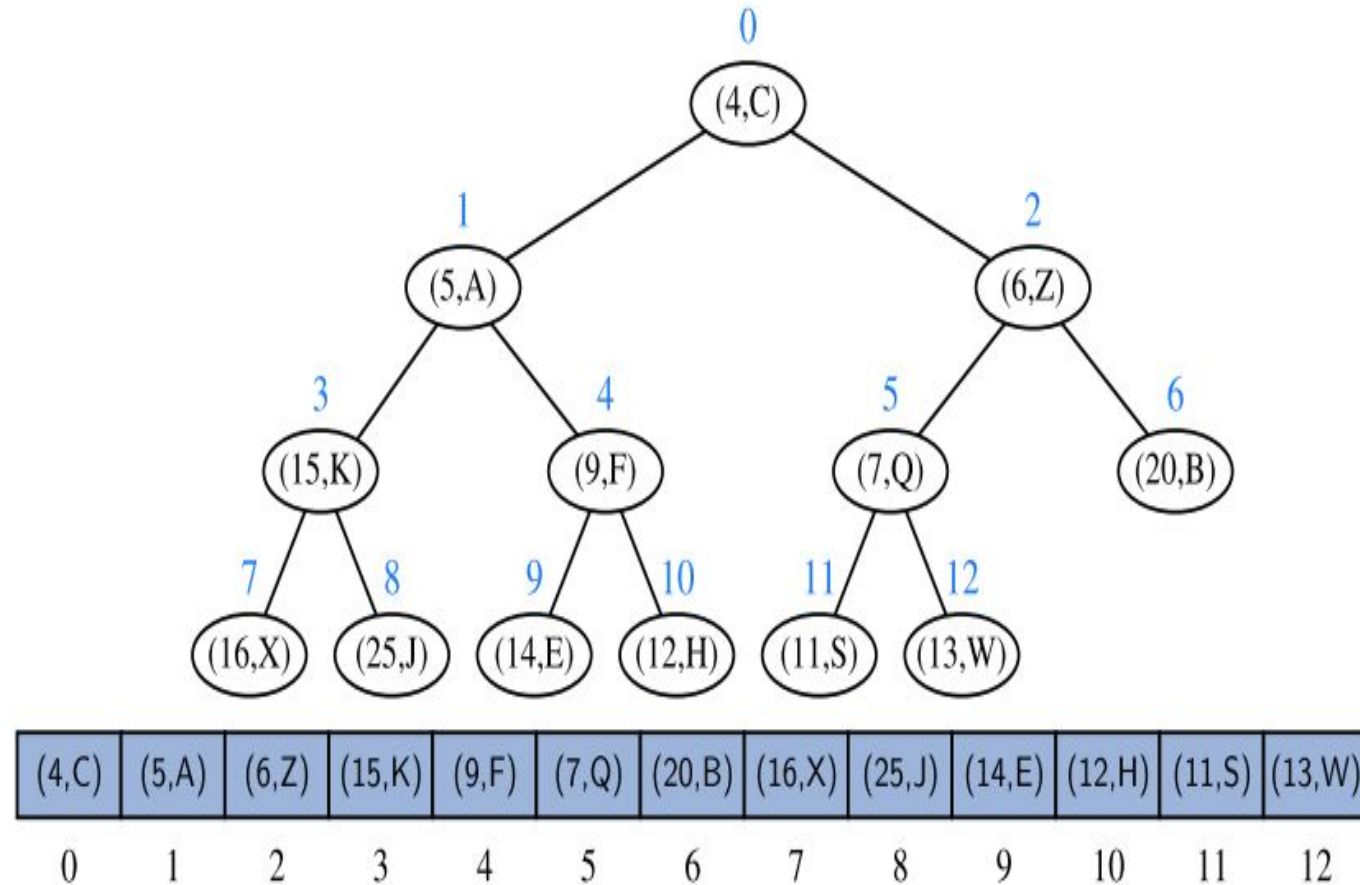 0
(4,C)
1 2
(5,A) (6,Z)
3 4 5 6
(15,K) (9,F) (7,Q) (20,B)
7 8 9 10 11 12
(16,X) (25,J) (14,E) (12,H) (11,S) (13,W)
(4,C) (5,A) (6,Z) (15,K) (9,F) (7,Q) (20,B) (16,X) (25,J) (14,E) (12,H) (11,S) (13,W)
0 1 2 3 4 5 6 7 8 9 10 11 12